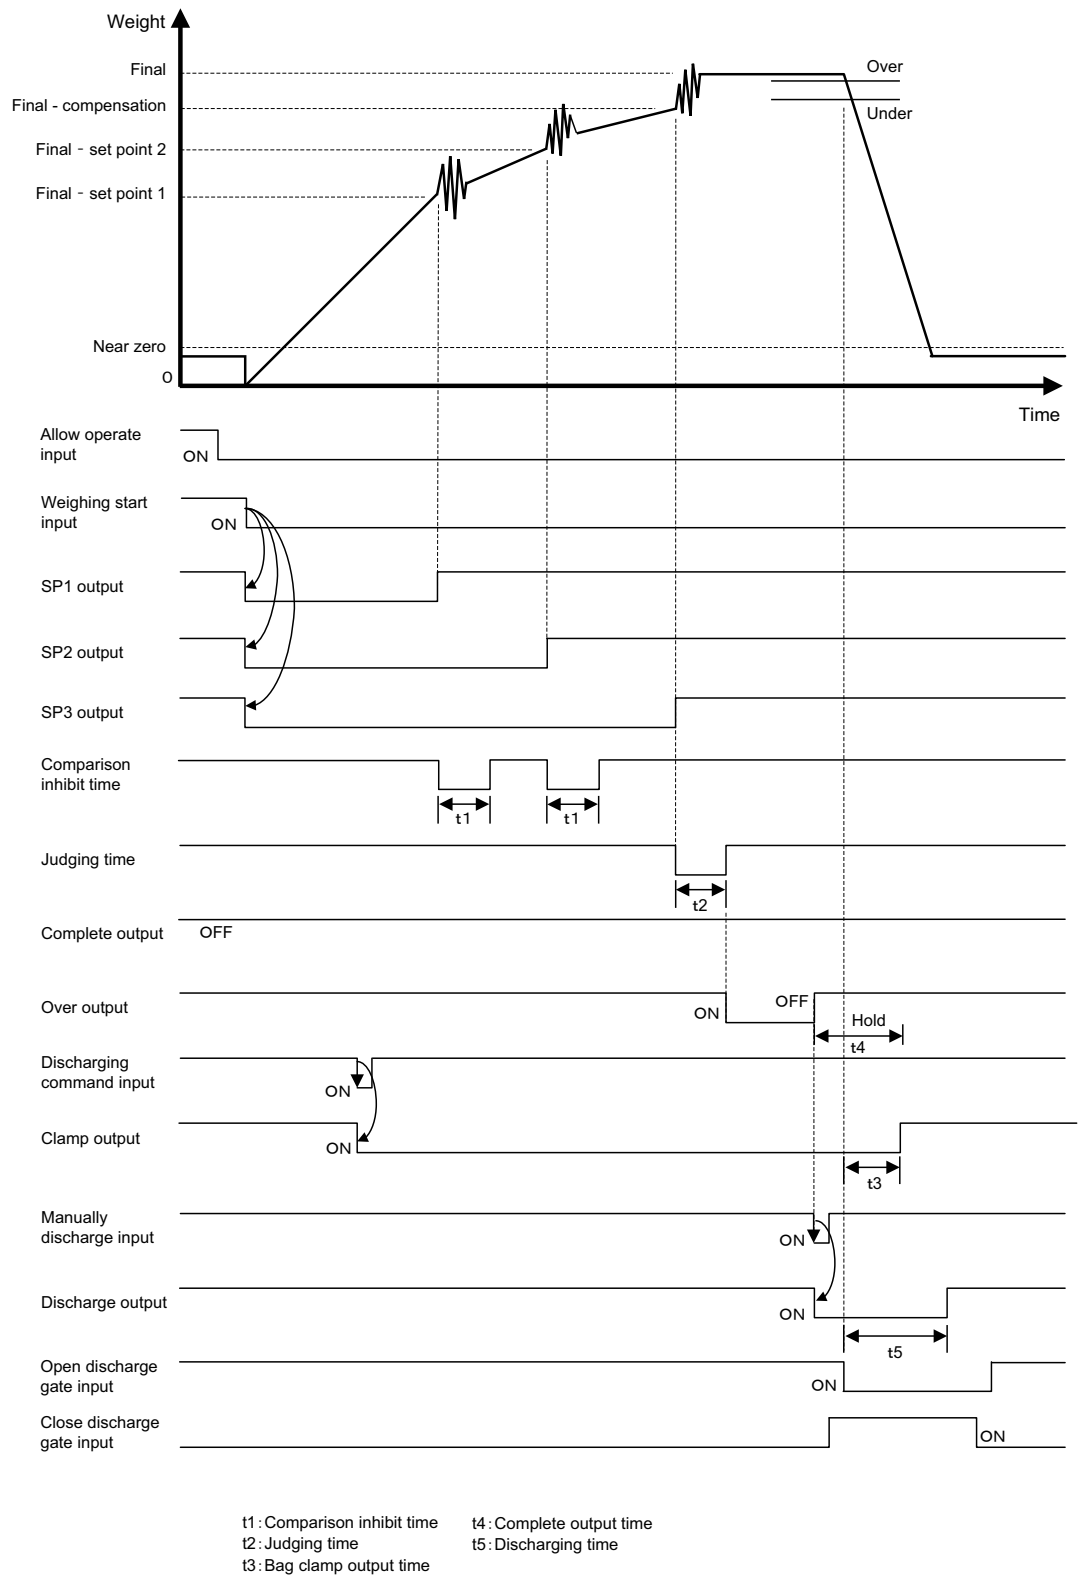 Weight
Final
Over
Final - compensation
Under
Final - set point 2
Final - set point 1
Near zero
0
Time
Allow operate
input
ON
Weighing start
input
ON
SP1 output
SP2 output
SP3 output
Comparison
inhibit time
t1
t1
Judging time
t2
Complete output
OFF
Over output
ON
OFF
Hold
t4
Discharging
command input
ON
Clamp output
ON
t3
Manually
discharge input
ON
Discharge output
ON
t5
Open discharge
gate input
ON
Close discharge
gate input
ON
t1:Comparison inhibit time
t2:Judging time
t3:Bag clamp output time
t4:Complete output time
t5:Discharging time